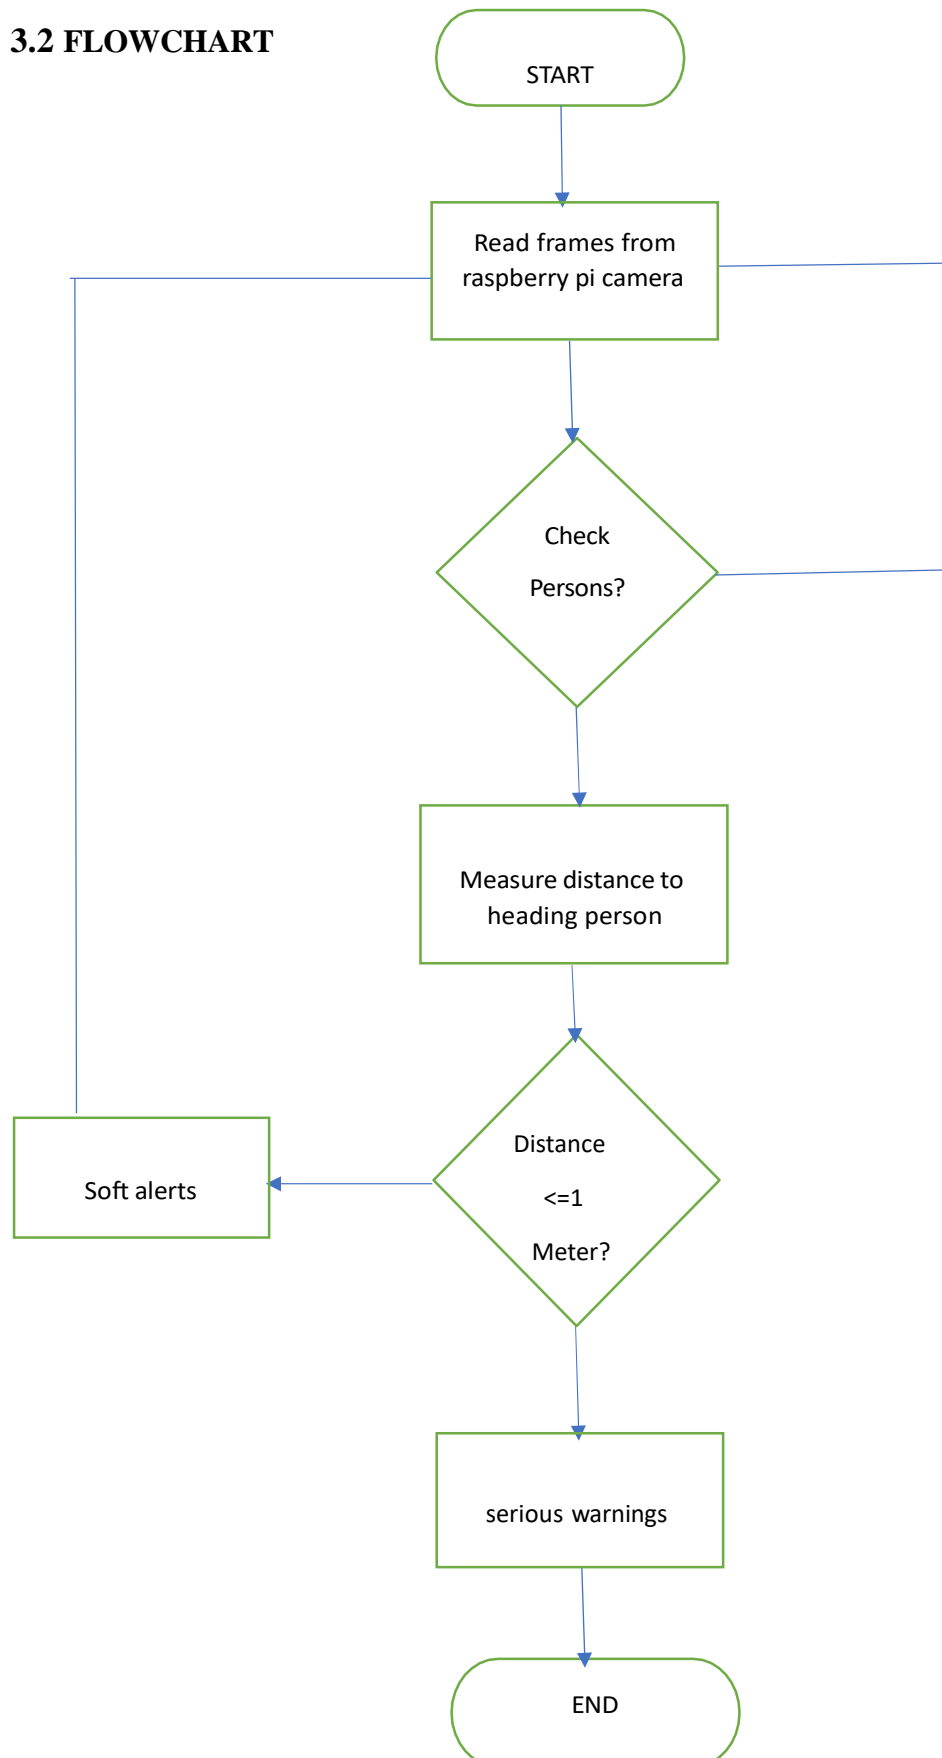 3.2 FLOWCHART
START
Read frames from
raspberry pi camera
Check
Persons?
Measure distance to
heading person
Distance
<=1
Meter?
Soft alerts
serious warnings
END